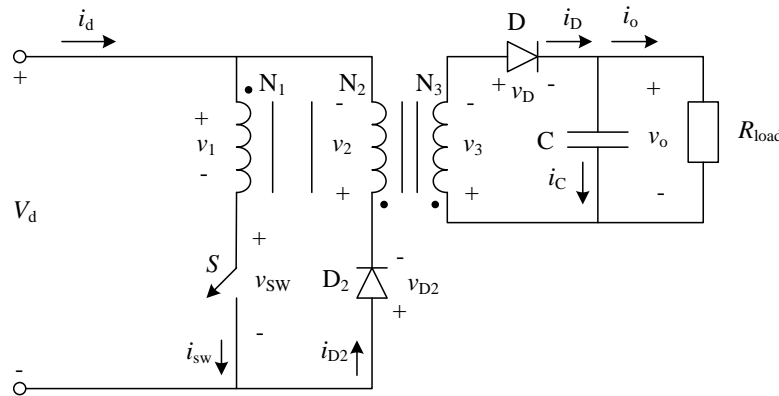 i_d
D
i_D
i_o
+
N_1
N_2
N_3
+ v_D -
+
v_1
-
-
v_2
+
-
v_3
+
C
i_C
+
v_o
-
R_load
V_d
S
+
v_SW
-
D_2
-
v_D2
+
i_sw
i_D2
-